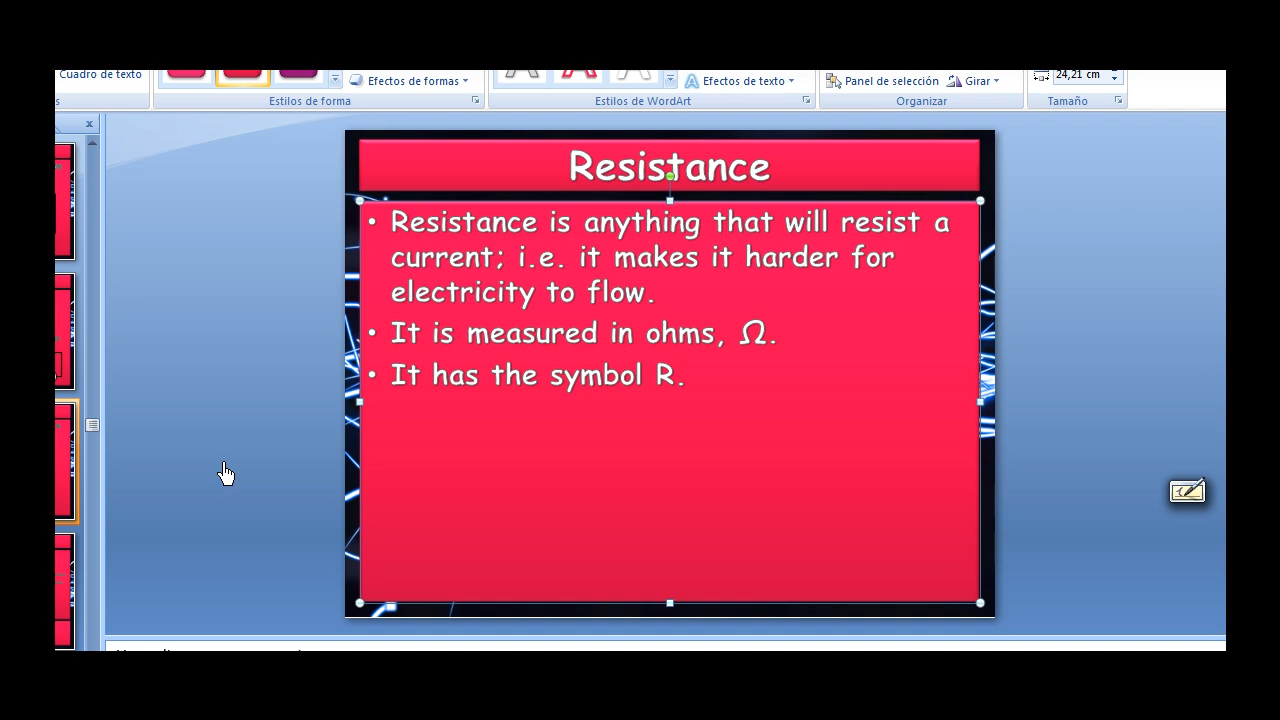 Cuadro de texto
Efectos de formas
Efectos de texto
Panel de selección
Girar
24,21 cm
s
Estilos de forma
Estilos de WordArt
Organizar
Tamaño
Resistance
• Resistance is anything that will resist a
current; i.e. it makes it harder for
electricity to flow.
• It is measured in ohms, Ω.
• It has the symbol R.